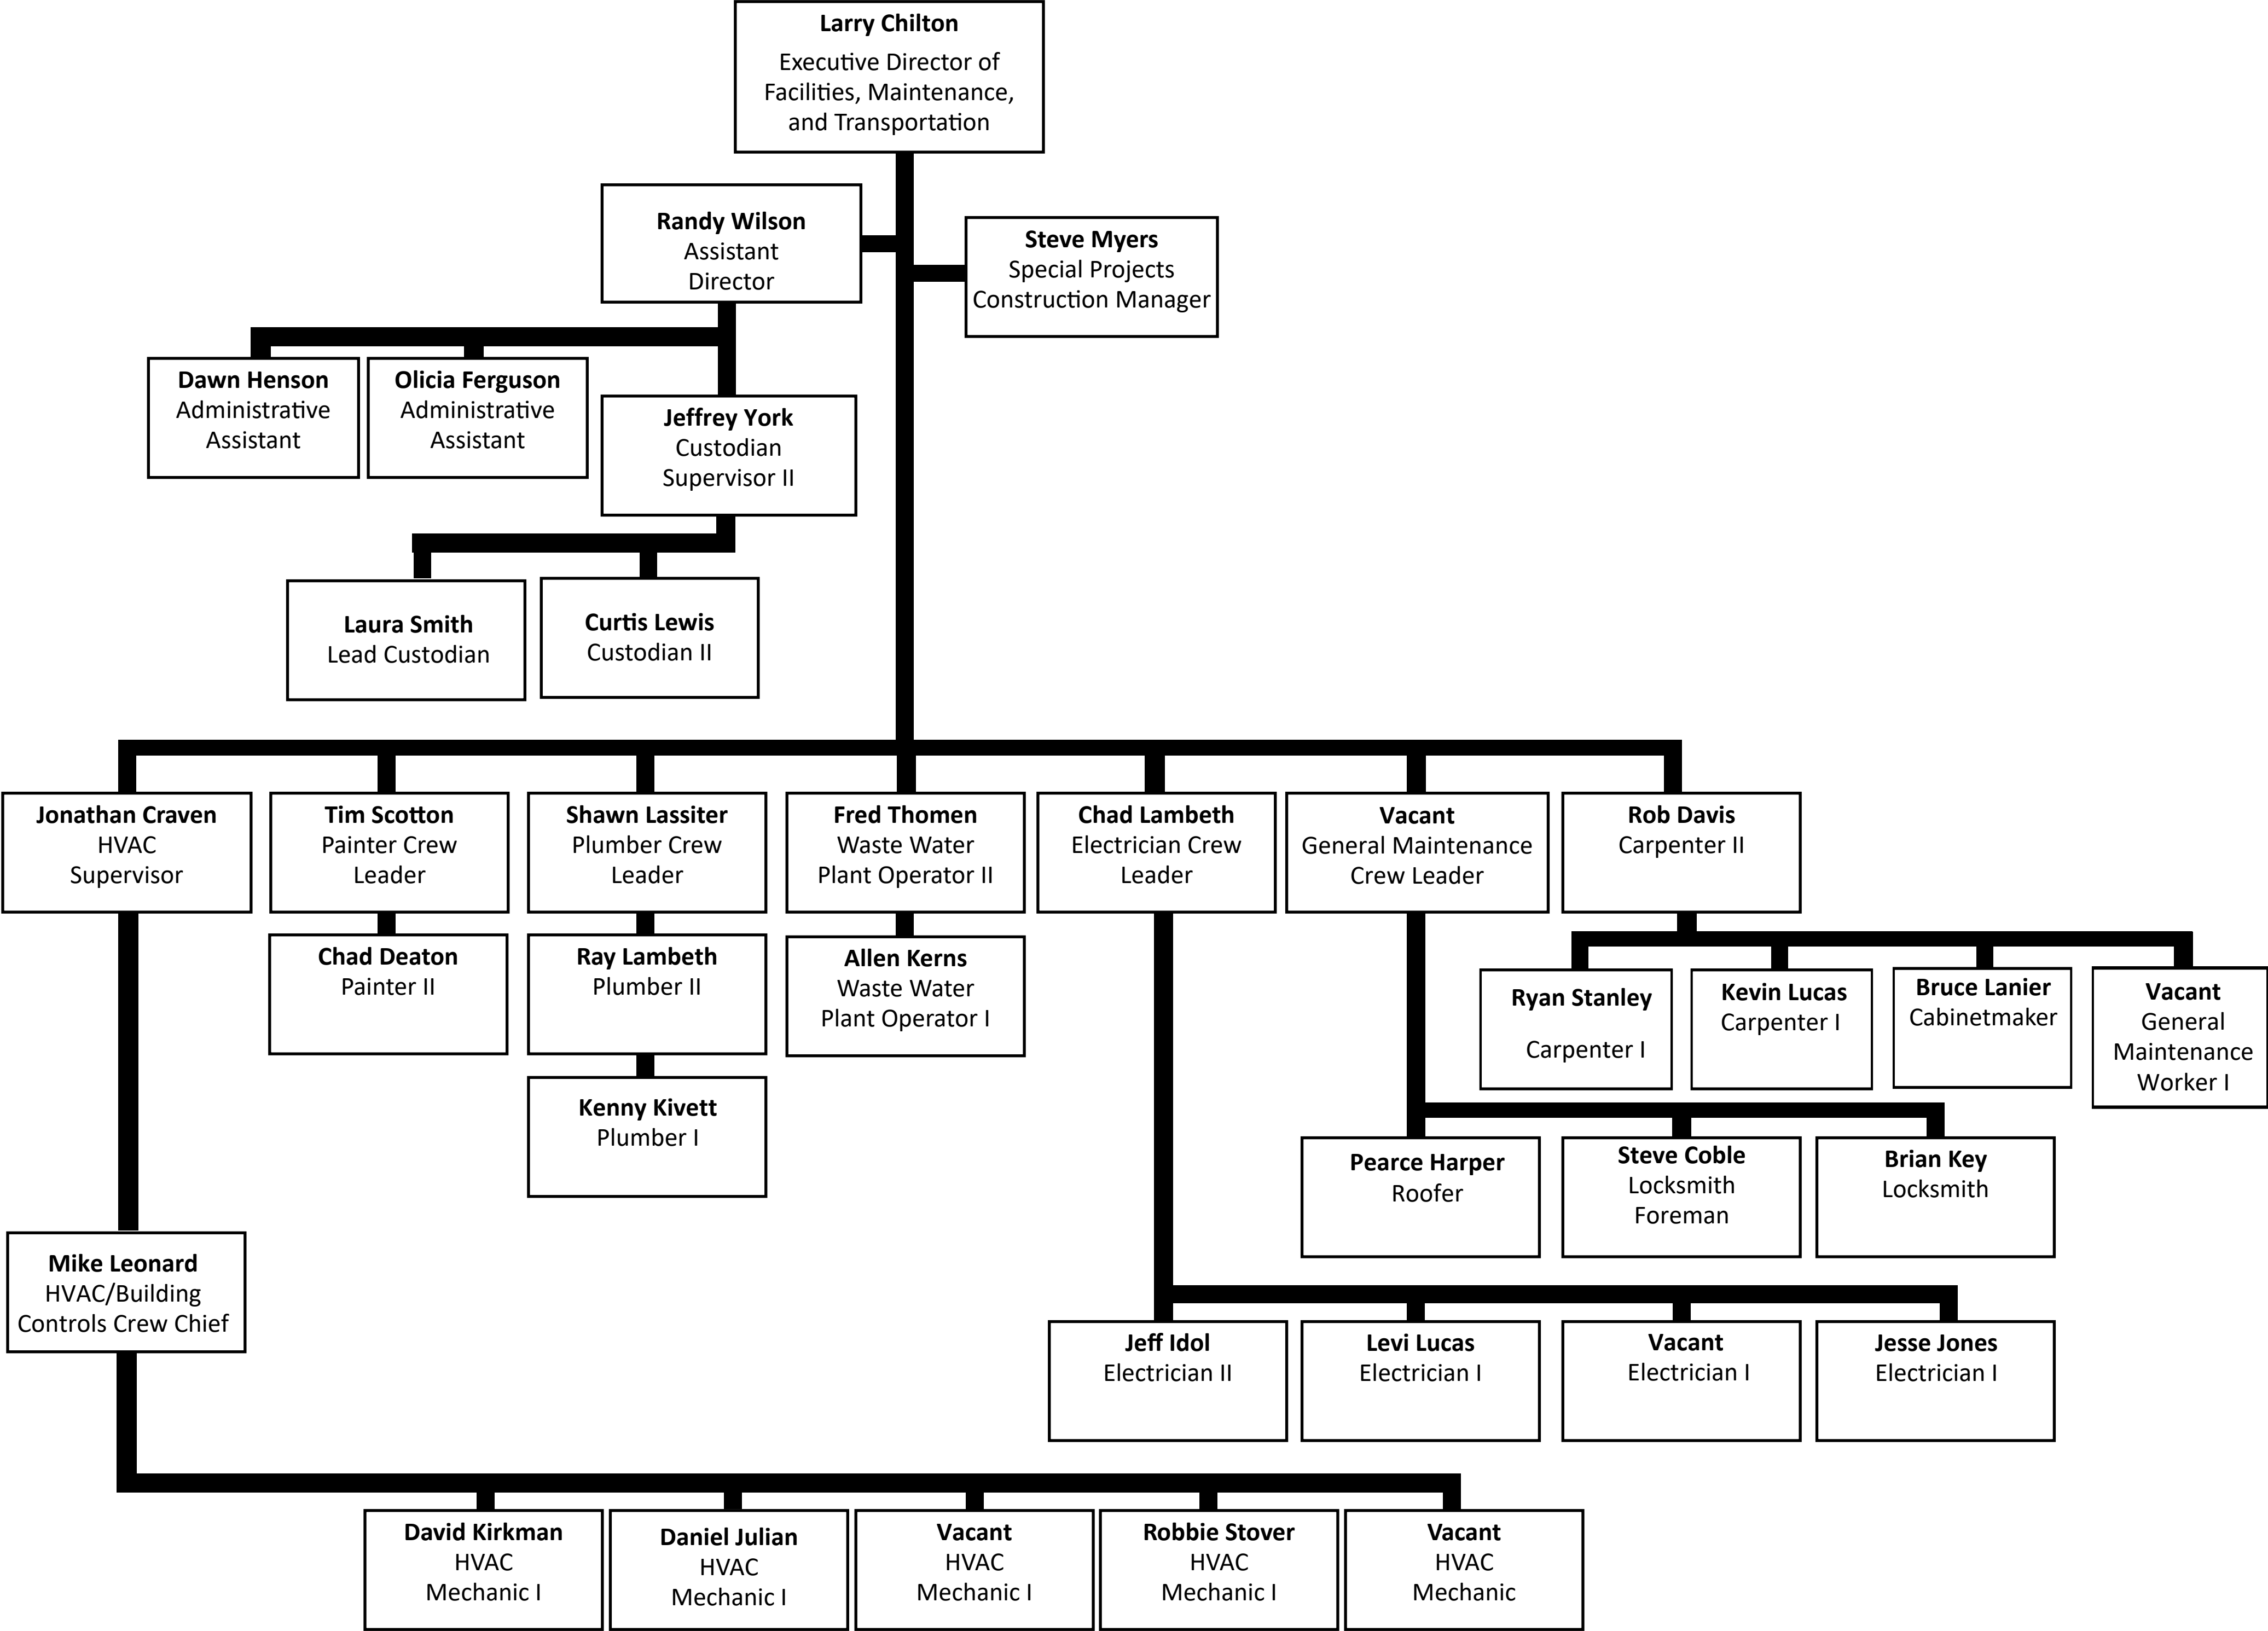 Larry Chilton
Executive Director of
Facilities, Maintenance,
and Transportation
Randy Wilson
Assistant
Director
Steve Myers
Special Projects
Construction Manager
Dawn Henson
Administrative
Assistant
Olicia Ferguson
Administrative
Assistant
Jeffrey York
Custodian
Supervisor II
Laura Smith
Lead Custodian
Curtis Lewis
Custodian II
Jonathan Craven
HVAC
Supervisor
Tim Scotton
Painter Crew
Leader
Shawn Lassiter
Plumber Crew
Leader
Fred Thomen
Waste Water
Plant Operator II
Chad Lambeth
Electrician Crew
Leader
Vacant
General Maintenance
Crew Leader
Rob Davis
Carpenter II
Chad Deaton
Painter II
Ray Lambeth
Plumber II
Allen Kerns
Waste Water
Plant Operator I
Ryan Stanley
Carpenter I
Kevin Lucas
Carpenter I
Bruce Lanier
Cabinetmaker
Vacant
General
Maintenance
Worker I
Kenny Kivett
Plumber I
Pearce Harper
Roofer
Steve Coble
Locksmith
Foreman
Brian Key
Locksmith
Mike Leonard
HVAC/Building
Controls Crew Chief
Jeff Idol
Electrician II
Levi Lucas
Electrician I
Vacant
Electrician I
Jesse Jones
Electrician I
David Kirkman
HVAC
Mechanic I
Daniel Julian
HVAC
Mechanic I
Vacant
HVAC
Mechanic I
Robbie Stover
HVAC
Mechanic I
Vacant
HVAC
Mechanic